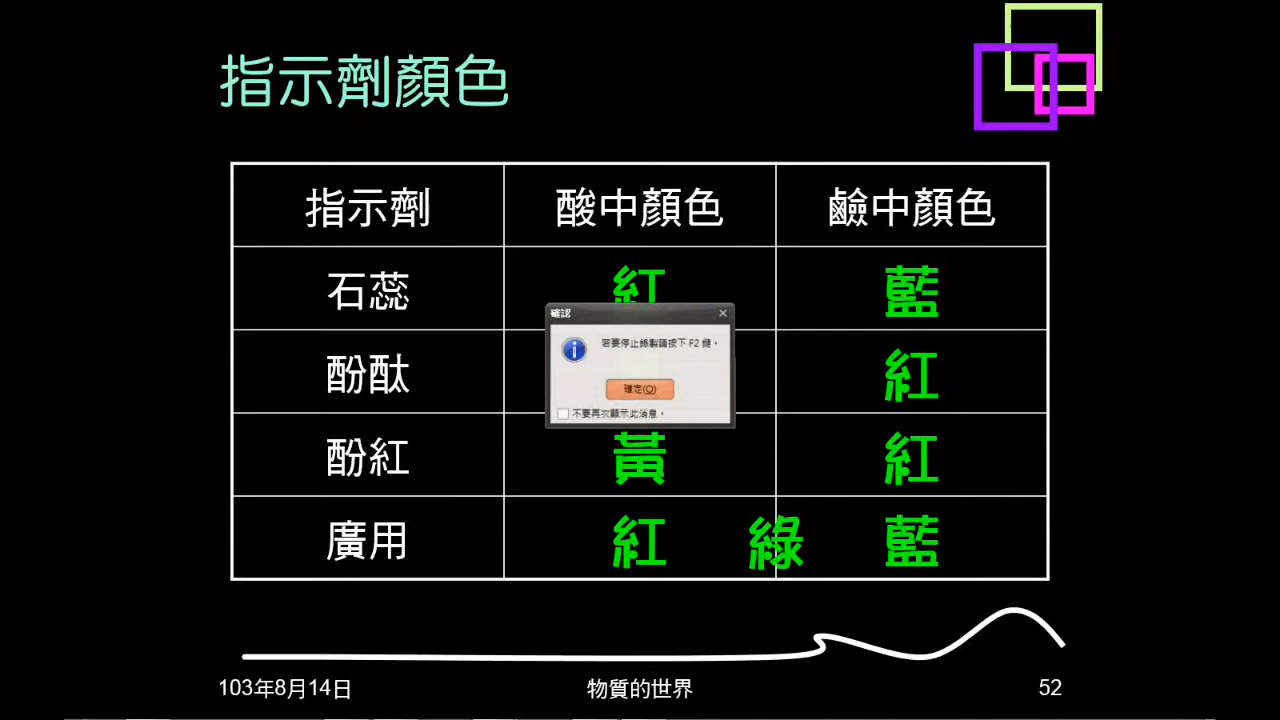 指示劑顏色
指示劑 酸中顏色 鹼中顏色
石蕊 紅 藍
確認
若要停止錄製請按下 F2 鍵。
確定(O)
不要再次顯示此消息。
酚酞 紅
酚紅 黃 紅
廣用 紅 綠 藍
103年8月14日 物質的世界 52